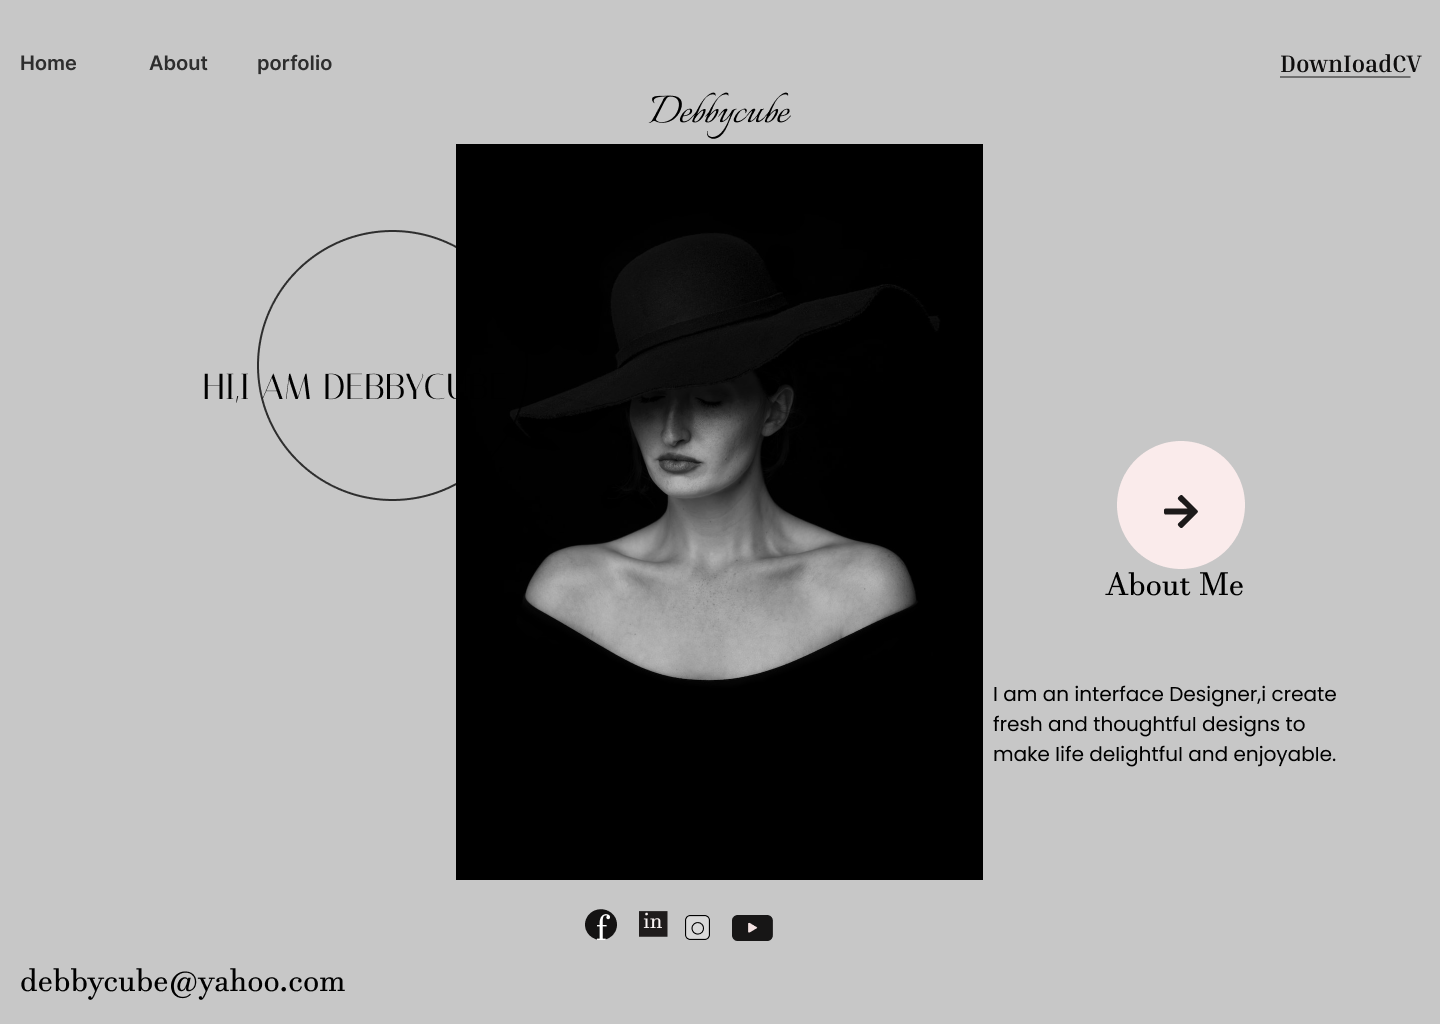 Home
About
porfolio
DownIoadCV
Debbycube
HI,I AM DEBBYCU
f
in
About Me
I am an interface Designer,i create
fresh and thoughtful designs to
make life delightful and enjoyable.
debbycube@yahoo.com